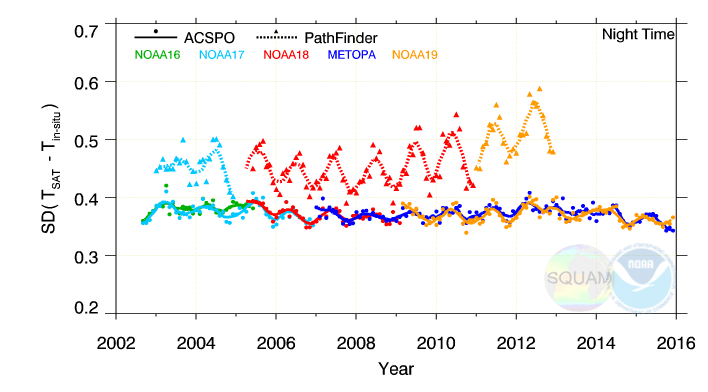 0.7
0.6
0.5
0.4
0.3
0.2
SD( T_SAT - T_in-situ )
ACSPO
PathFinder
Night Time
NOAA16 NOAA17 NOAA18 METOPA NOAA19
SQUAM
NOAA
2002 2004 2006 2008 2010 2012 2014 2016
Year